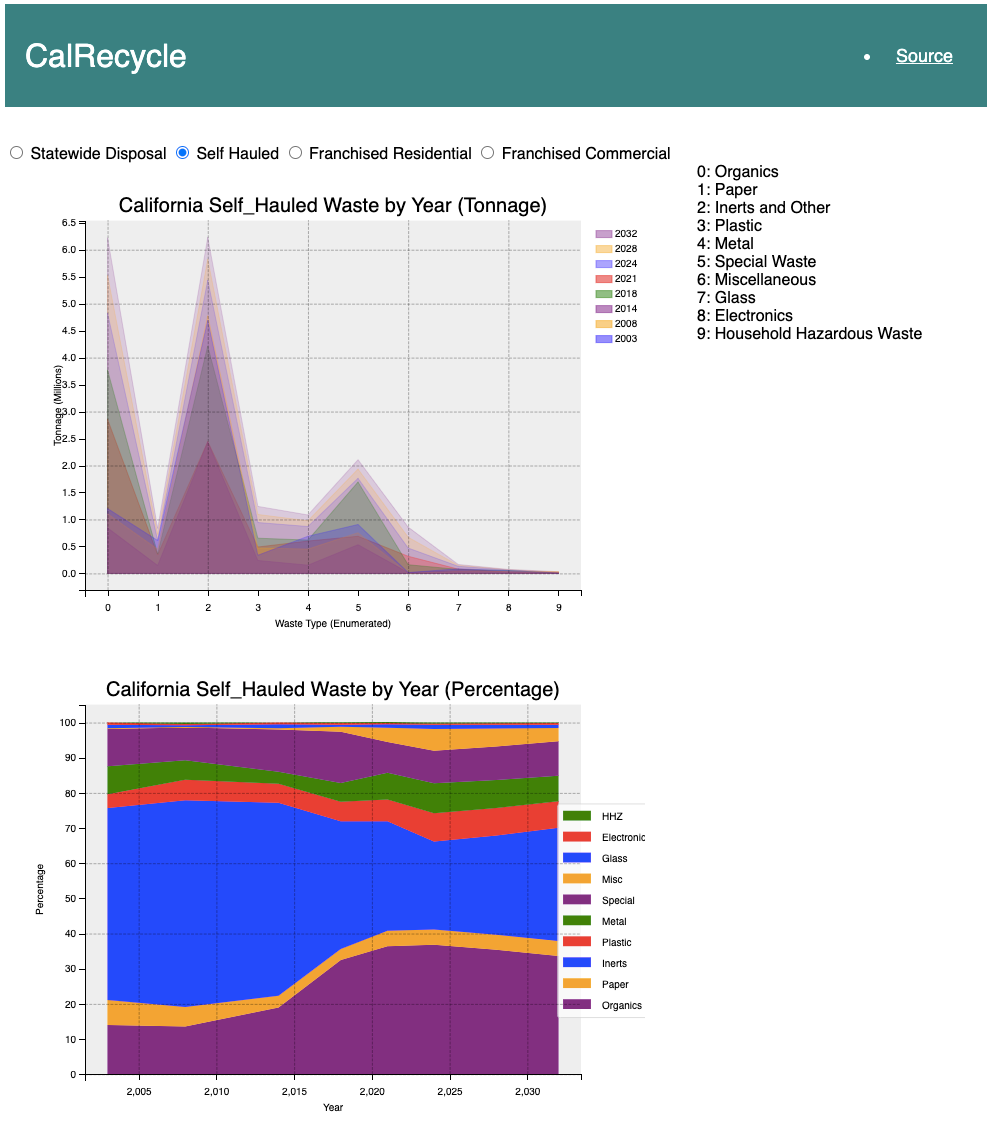 CalRecycle
• Source
Statewide Disposal Self Hauled Franchised Residential Franchised Commercial
0: Organics
1: Paper
2: Inerts and Other
3: Plastic
4: Metal
5: Special Waste
6: Miscellaneous
7: Glass
8: Electronics
9: Household Hazardous Waste
California Self_Hauled Waste by Year (Tonnage)
6.5
6.0
5.5
5.0
4.5
4.0
3.5
3.0
2.5
2.0
1.5
1.0
0.5
0.0
Tonnage (Millions)
0 1 2 3 4 5 6 7 8 9
Waste Type (Enumerated)
2032
2028
2024
2021
2018
2014
2008
2003
California Self_Hauled Waste by Year (Percentage)
100
90
80
70
60
50
40
30
20
10
0
Percentage
2,005 2,010 2,015 2,020 2,025 2,030
Year
HHZ
Electronic
Glass
Misc
Special
Metal
Plastic
Inerts
Paper
Organics